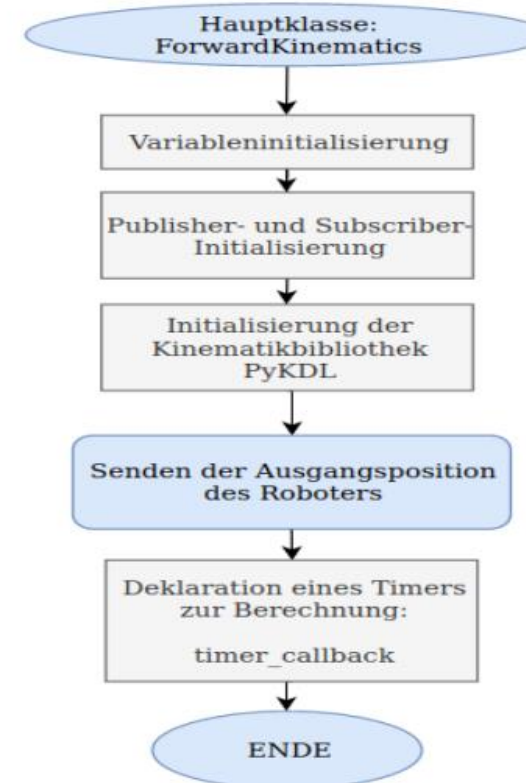 Hauptklasse:
ForwardKinematics
Variableninitialisierung
Publisher- und Subscriber-
Initialisierung
Initialisierung der
Kinematikbibliothek
PyKDL
Senden der Ausgangsposition
des Roboters
Deklaration eines Timers
zur Berechnung:
timer_callback
ENDE